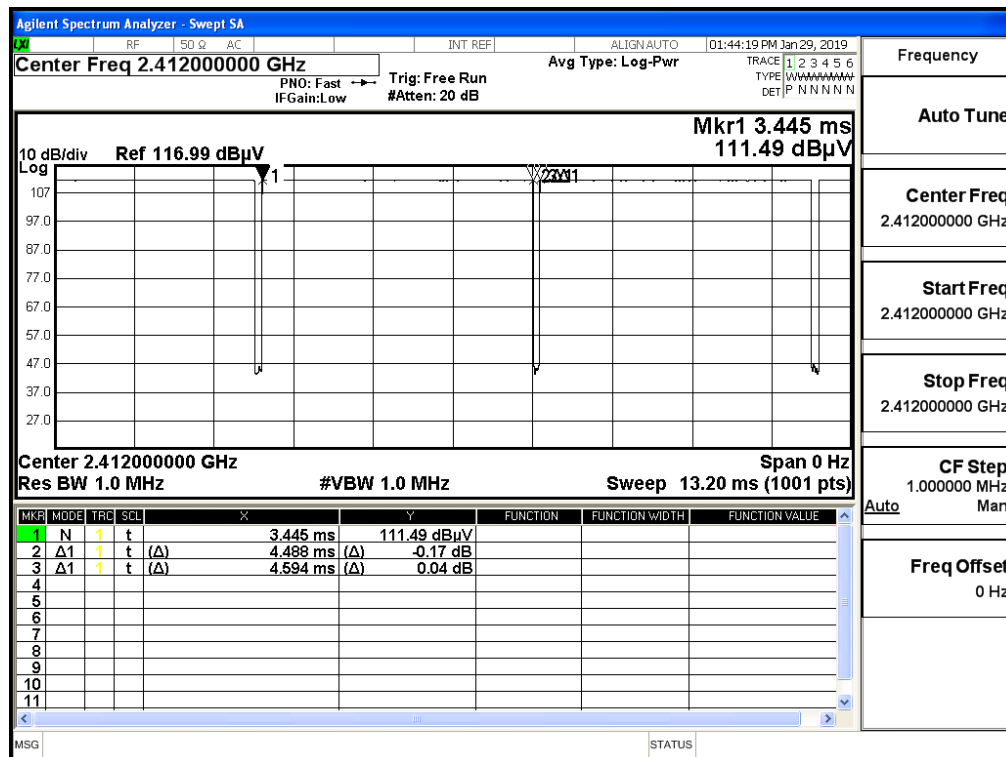 Agilent Spectrum Analyzer - Swept SA
LXI RF 50 Ω AC INT REF ALIGN AUTO 01:44:19 PM Jan 29, 2019
Center Freq 2.412000000 GHz Avg Type: Log-Pwr TRACE 1 2 3 4 5 6
PNO: Fast Trig: Free Run TYPE WWWWWW
IFGain:Low #Atten: 20 dB DET P N N N N N
Mkr1 3.445 ms
10 dB/div Ref 116.99 dBµV 111.49 dBµV
Log
1
107
97.0
87.0
77.0
67.0
57.0
47.0
37.0
27.0
Center 2.412000000 GHz Span 0 Hz
Res BW 1.0 MHz #VBW 1.0 MHz Sweep 13.20 ms (1001 pts)
MKR MODE TRC SCL X Y FUNCTION FUNCTION WIDTH FUNCTION VALUE
1 N 1 t 3.445 ms 111.49 dBµV
2 Δ1 1 t (Δ) 4.488 ms (Δ) -0.17 dB
3 Δ1 1 t (Δ) 4.594 ms (Δ) 0.04 dB
4
5
6
7
8
9
10
11
MSG STATUS
Frequency
Auto Tune
Center Freq
2.412000000 GHz
Start Freq
2.412000000 GHz
Stop Freq
2.412000000 GHz
CF Step
1.000000 MHz
Auto Man
Freq Offset
0 Hz